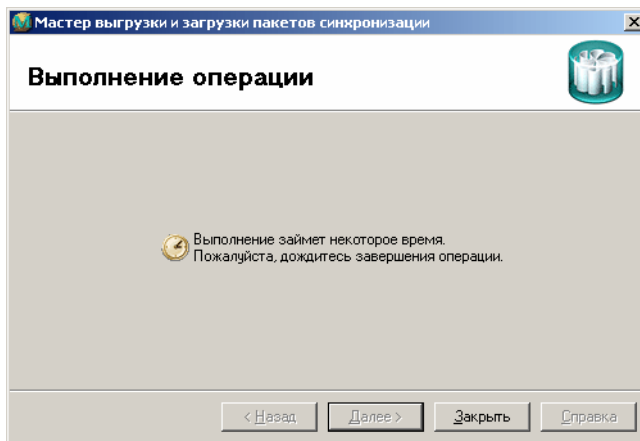 Мастер выгрузки и загрузки пакетов синхронизации
Выполнение операции
Выполнение займет некоторое время.
Пожалуйста, дождитесь завершения операции.
< Назад
Далее >
Закрыть
Справка